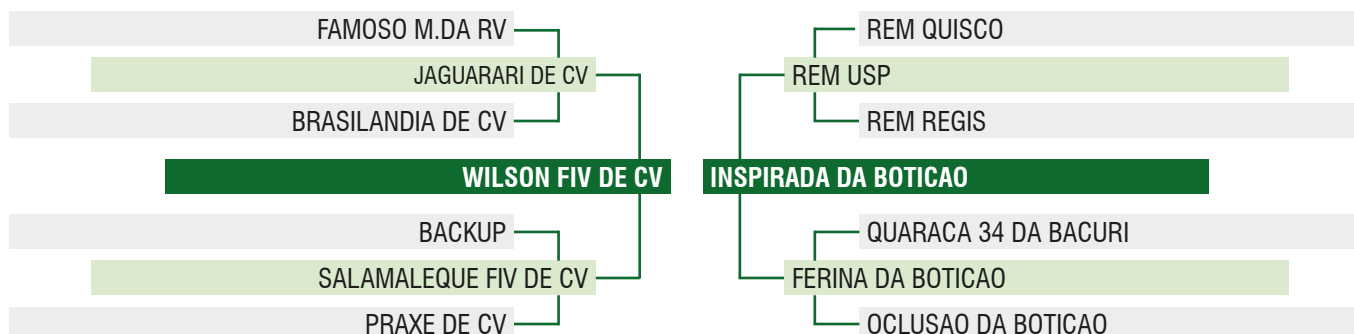 FAMOSO M.DA RV
JAGUARARI DE CV
BRASILANDIA DE CV
WILSON FIV DE CV
BACKUP
SALAMALEQUE FIV DE CV
PRAXE DE CV
REM QUISCO
REM USP
REM REGIS
INSPIRADA DA BOTICAO
QUARACA 34 DA BACURI
FERINA DA BOTICAO
OCLUSAO DA BOTICAO